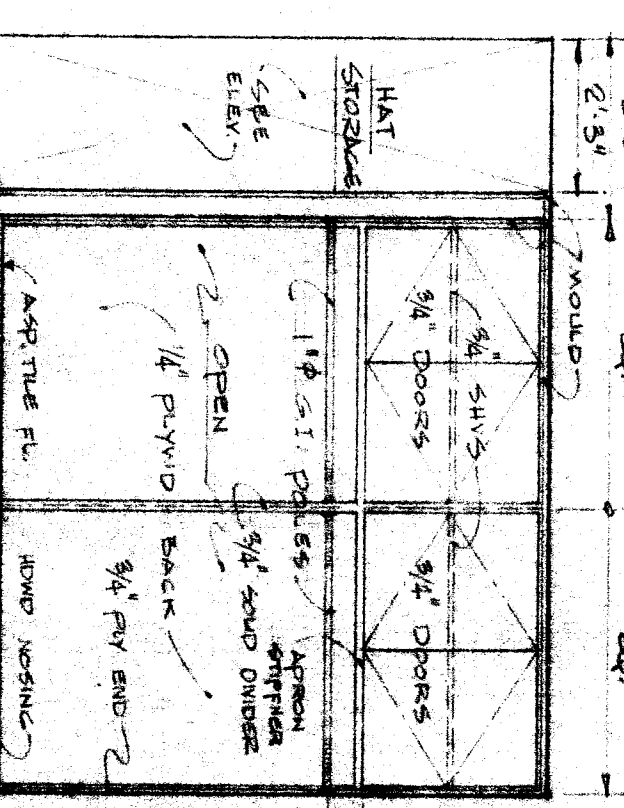 2'-3"
MOULD
HAT
STORAGE
SEE
ELEV.
3/4" SHVS
3/4" DOORS
3/4" DOORS
1"φ G.I. POLES
APRON
STIFFNER
3/4" SOLID DIVIDER
OPEN
1/4" PLYWD BACK
3/4" PLY END
ASP. TILE FL.
HDWD NOSING
EQ.